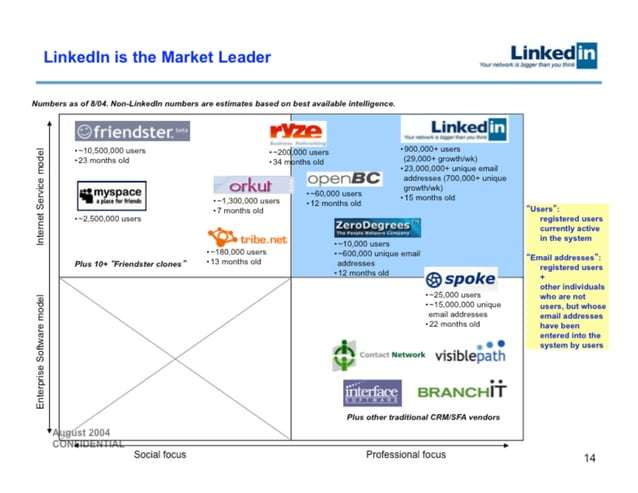 LinkedIn is the Market Leader
Linked in
Your network is bigger than you think
Numbers as of 8/04. Non-LinkedIn numbers are estimates based on best available intelligence.
Internet Service model
Enterprise Software model
friendster. beta
•~10,500,000 users
•23 months old
myspace
a place for friends
•~2,500,000 users
orkut
•~1,300,000 users
•7 months old
tribe.net
•~180,000 users
•13 months old
Plus 10+ "Friendster clones"
ryze
Business Networking
•~200,000 users
•34 months old
openBC
•~60,000 users
•12 months old
Linked in
Your network is bigger than you think
•900,000+ users
(29,000+ growth/wk)
•23,000,000+ unique email
addresses (700,000+ unique
growth/wk)
•15 months old
ZeroDegrees
The People Network Company
•~10,000 users
•~600,000 unique email
addresses
•12 months old
spoke
•~25,000 users
•~15,000,000 unique
email addresses
•22 months old
Contact Network
visiblepath
interface
SOFTWARE
BRANCHIT
Plus other traditional CRM/SFA vendors
"Users":
registered users
currently active
in the system
"Email addresses":
registered users
+
other individuals
who are not
users, but whose
email addresses
have been
entered into the
system by users
August 2004
CONFIDENTIAL
Social focus
Professional focus
14